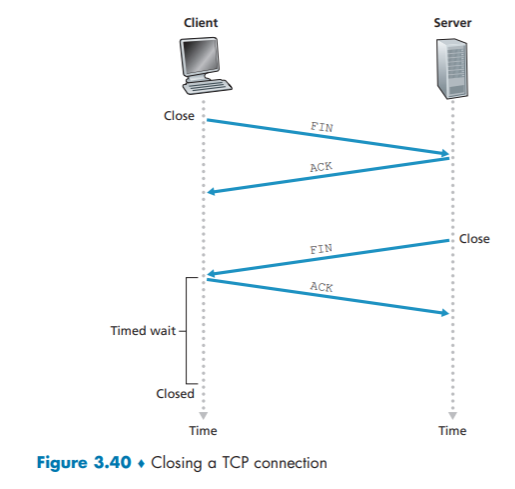 Client
Server
Close
FIN
ACK
Close
FIN
ACK
Timed wait
Closed
Time
Time
Figure 3.40 ♦ Closing a TCP connection